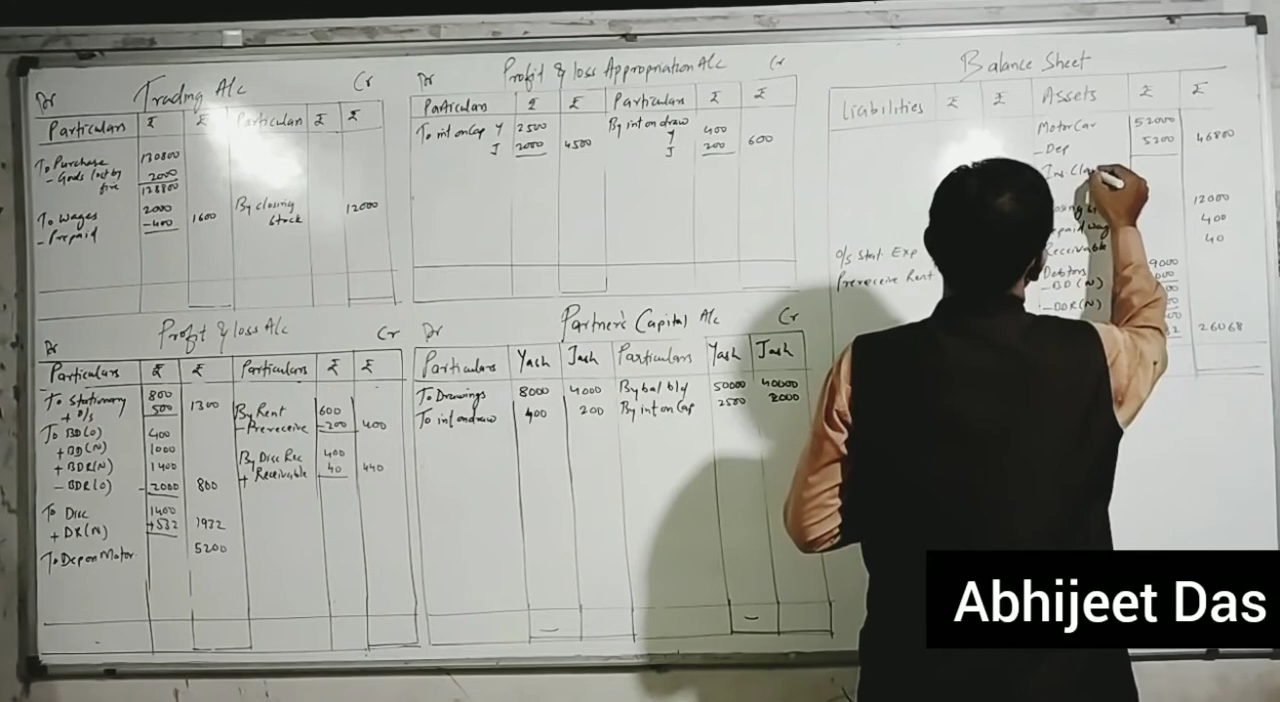 Dr Trading A/c Cr
Particulars ₹ ₹ Particulars ₹ ₹
To Purchase 130800
- Goods lost by fire 2000
128800
To Wages 2000
- Prepaid -400 1600
By closing stock 12000
Dr Profit & loss Appropriation A/c Cr
Particulars ₹ ₹ Particulars ₹ ₹
To int on Cap Y 2500
J 2000 4500
By int on draw
Y 400
J 200 600
Balance Sheet
Liabilities ₹ ₹ Assets ₹ ₹
Motor Car 52000
- Dep 5200 46800
Ins Cla
12000
400
Receivable 40
O/s Stat. Exp
Prereceive Rent
Debtors
- BD (N)
- DDR (N)
26068
Dr Profit & loss A/c Cr
Particulars ₹ ₹ Particulars ₹ ₹
To Stationary 800
+ O/s 500 1300
To BD (O) 400
+ BD (N) 1000
+ BDR (N) 1400
- BDR (O) -2000 800
To Disc 1400
+ DR (N) +532 1932
To Dep on Motor 5200
By Rent 600
- Prereceive -200 400
By Disc Rec 400
+ Receivable 40 440
Dr Partner's Capital A/c Cr
Particulars Yash Jash Particulars Yash Jash
To Drawings 8000 4000 By bal b/d 50000 40000
To int on draw 400 200 By int on Cap 2500 2000
Abhijeet Das